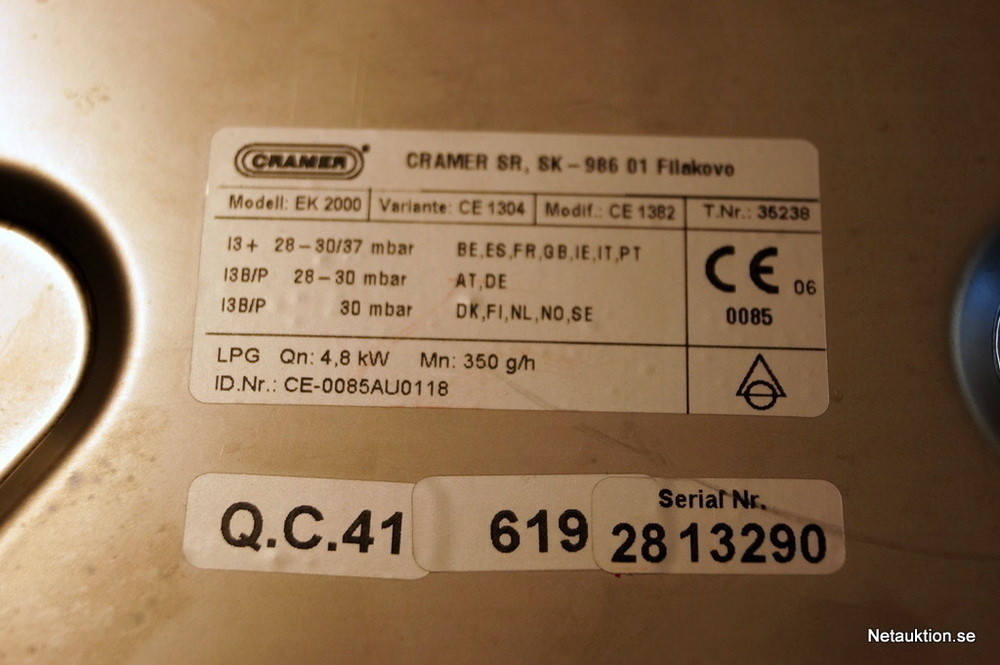 CRAMER® CRAMER SR, SK – 986 01 Filakovo
Modell: EK 2000 Variante: CE 1304 Modif.: CE 1382 T.Nr.: 35238
I3+ 28–30/37 mbar BE,ES,FR,GB,IE,IT,PT
I3B/P 28–30 mbar AT,DE
I3B/P 30 mbar DK,FI,NL,NO,SE
CE 06
0085
LPG Qn: 4,8 kW Mn: 350 g/h
ID.Nr.: CE-0085AU0118
Q.C.41
619
Serial Nr.
2813290
Netauktion.se